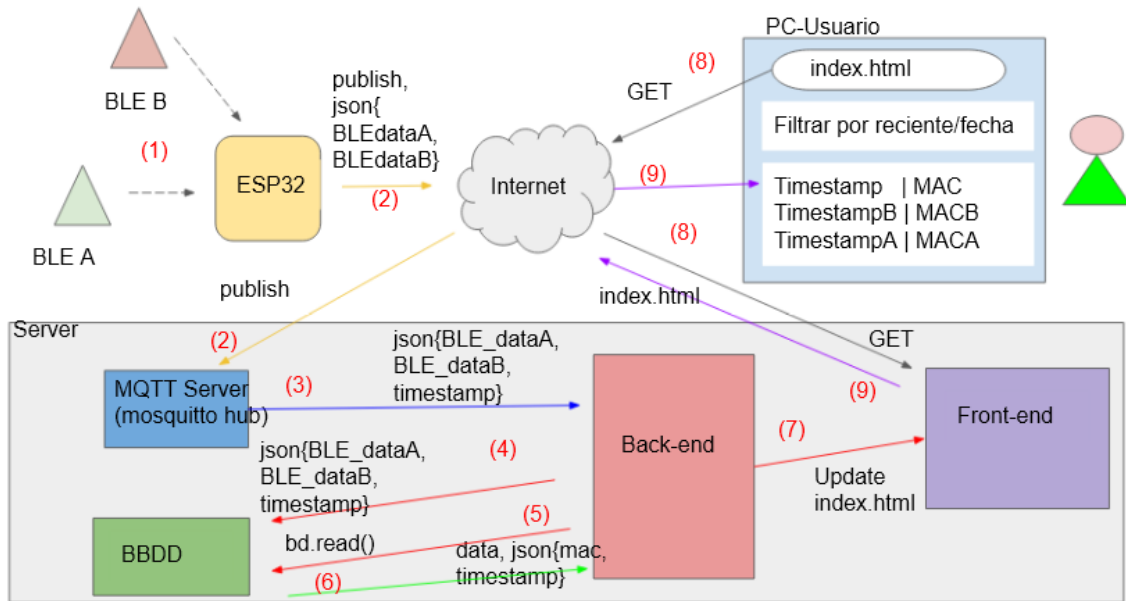 PC-Usuario
(8)
index.html
GET
publish,
json{
BLEdataA,
BLEdataB}
BLE B
(1)
Filtrar por reciente/fecha
ESP32
Internet
(9)
(2)
Timestamp | MAC
TimestampB | MACB
TimestampA | MACA
(8)
BLE A
publish
index.html
Server
(2)
json{BLE_dataA,
BLE_dataB,
timestamp}
GET
MQTT Server
(mosquitto hub)
(3)
(9)
Front-end
Back-end
(7)
json{BLE_dataA,
BLE_dataB,
timestamp}
(4)
Update
index.html
(5)
bd.read()
BBDD
data, json{mac,
timestamp}
(6)